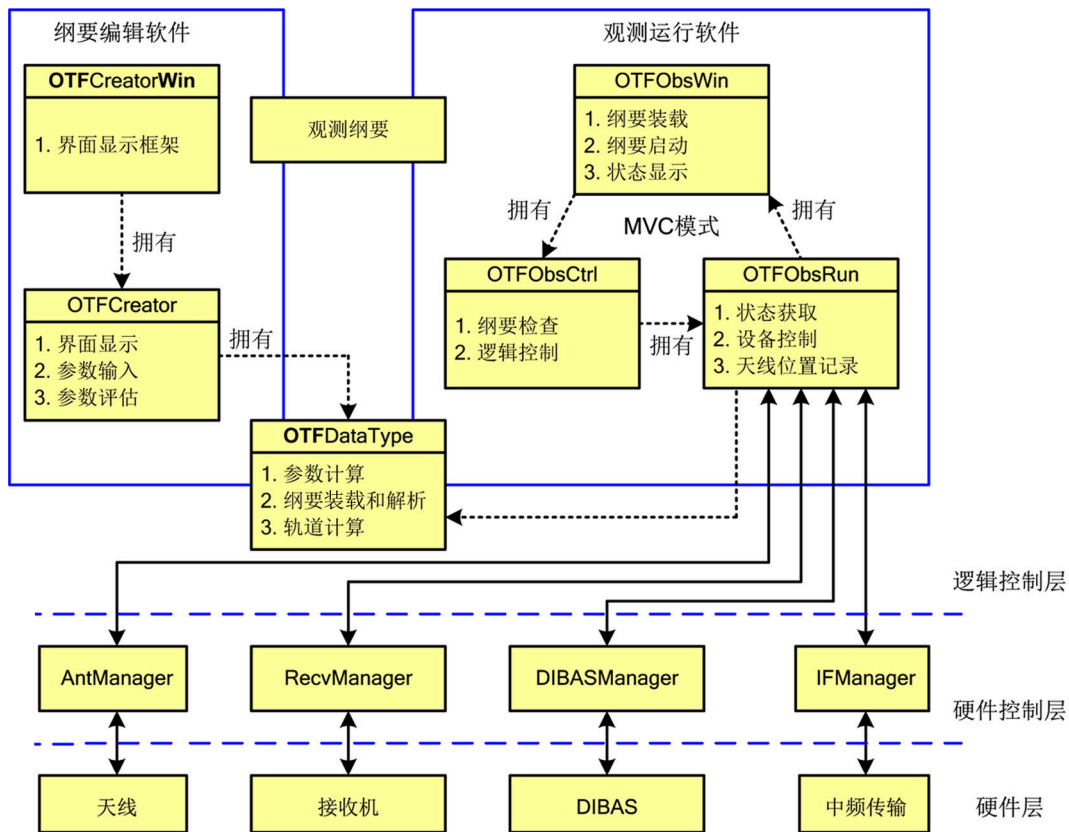 纲要编辑软件
观测运行软件
OTFCreatorWin
1. 界面显示框架
观测纲要
OTFObsWin
1. 纲要装载
2. 纲要启动
3. 状态显示
拥有
拥有
MVC模式
拥有
OTFCreator
1. 界面显示
2. 参数输入
3. 参数评估
拥有
OTFObsCtrl
1. 纲要检查
2. 逻辑控制
拥有
OTFObsRun
1. 状态获取
2. 设备控制
3. 天线位置记录
OTFDataType
1. 参数计算
2. 纲要装载和解析
3. 轨道计算
逻辑控制层
AntManager
RecvManager
DIBASManager
IFManager
硬件控制层
天线
接收机
DIBAS
中频传输
硬件层